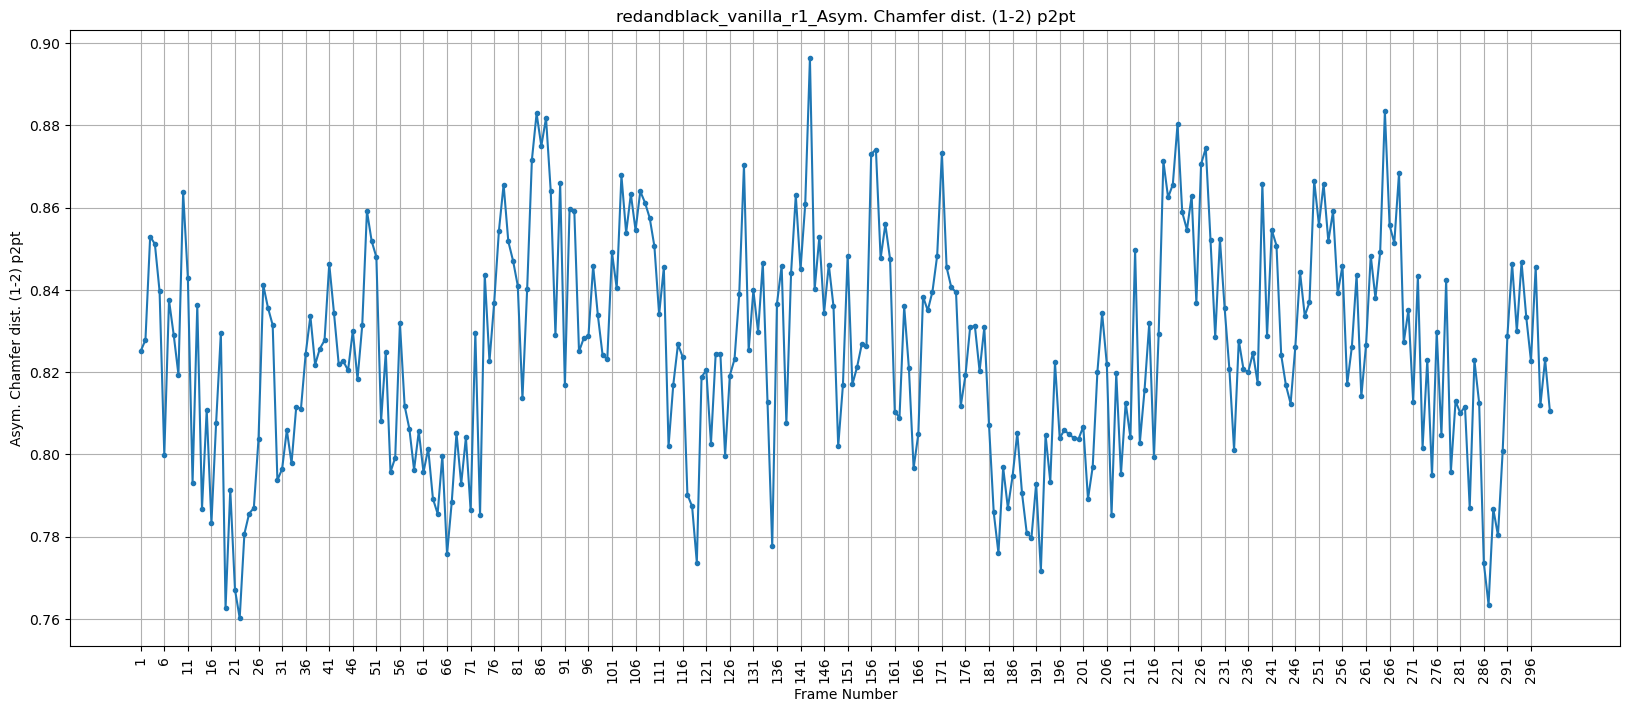 redandblack_vanilla_r1_Asym. Chamfer dist. (1-2) p2pt
Asym. Chamfer dist. (1-2) p2pt
0.90
0.88
0.86
0.84
0.82
0.80
0.78
0.76
1 6 11 16 21 26 31 36 41 46 51 56 61 66 71 76 81 86 91 96 101 106 111 116 121 126 131 136 141 146 151 156 161 166 171 176 181 186 191 196 201 206 211 216 221 226 231 236 241 246 251 256 261 266 271 276 281 286 291 296
Frame Number